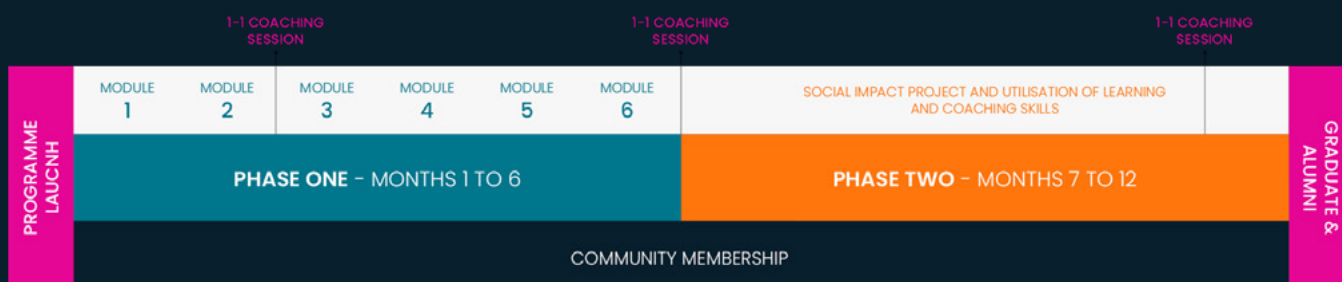 1-1 COACHING
SESSION
1-1 COACHING
SESSION
1-1 COACHING
SESSION
PROGRAMME
LAUCNH
MODULE
1
MODULE
2
MODULE
3
MODULE
4
MODULE
5
MODULE
6
SOCIAL IMPACT PROJECT AND UTILISATION OF LEARNING
AND COACHING SKILLS
PHASE ONE - MONTHS 1 TO 6
PHASE TWO - MONTHS 7 TO 12
COMMUNITY MEMBERSHIP
GRADUATE &
ALUMNI